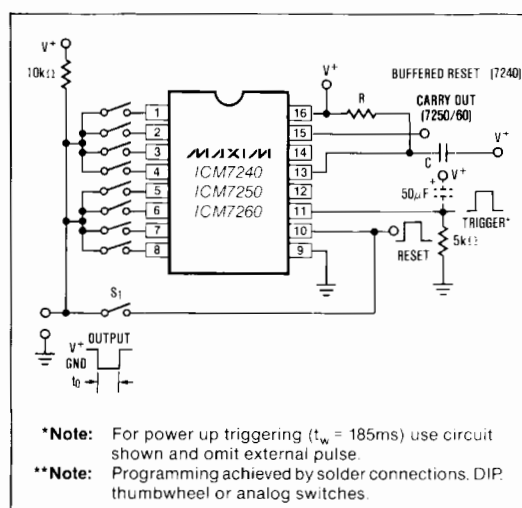 V+
10kΩ
BUFFERED RESET (7240)
V+
R
CARRY OUT
(7250/60)
V+
1
2
3
4
5
6
7
8
MAXIM
ICM7240
ICM7250
ICM7260
16
15
14
13
12
11
10
9
C
V+
+
50µF
TRIGGER*
5kΩ
RESET
S1
OUTPUT
V+
GND
to
*Note: For power up triggering (tw = 185ms) use circuit
shown and omit external pulse.
**Note: Programming achieved by solder connections. DIP.
thumbwheel or analog switches.